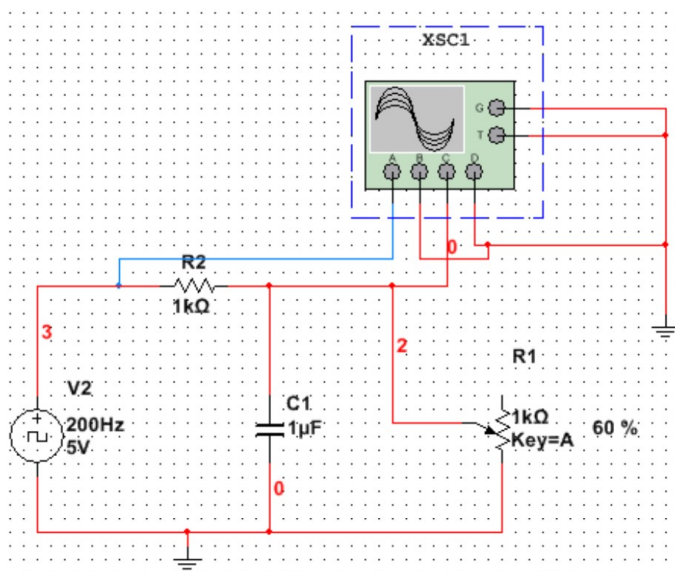 XSC1
G
T
A B C D
0
R2
1kΩ
3
2
R1
V2
200Hz
5V
C1
1µF
1kΩ
Key=A
60 %
0